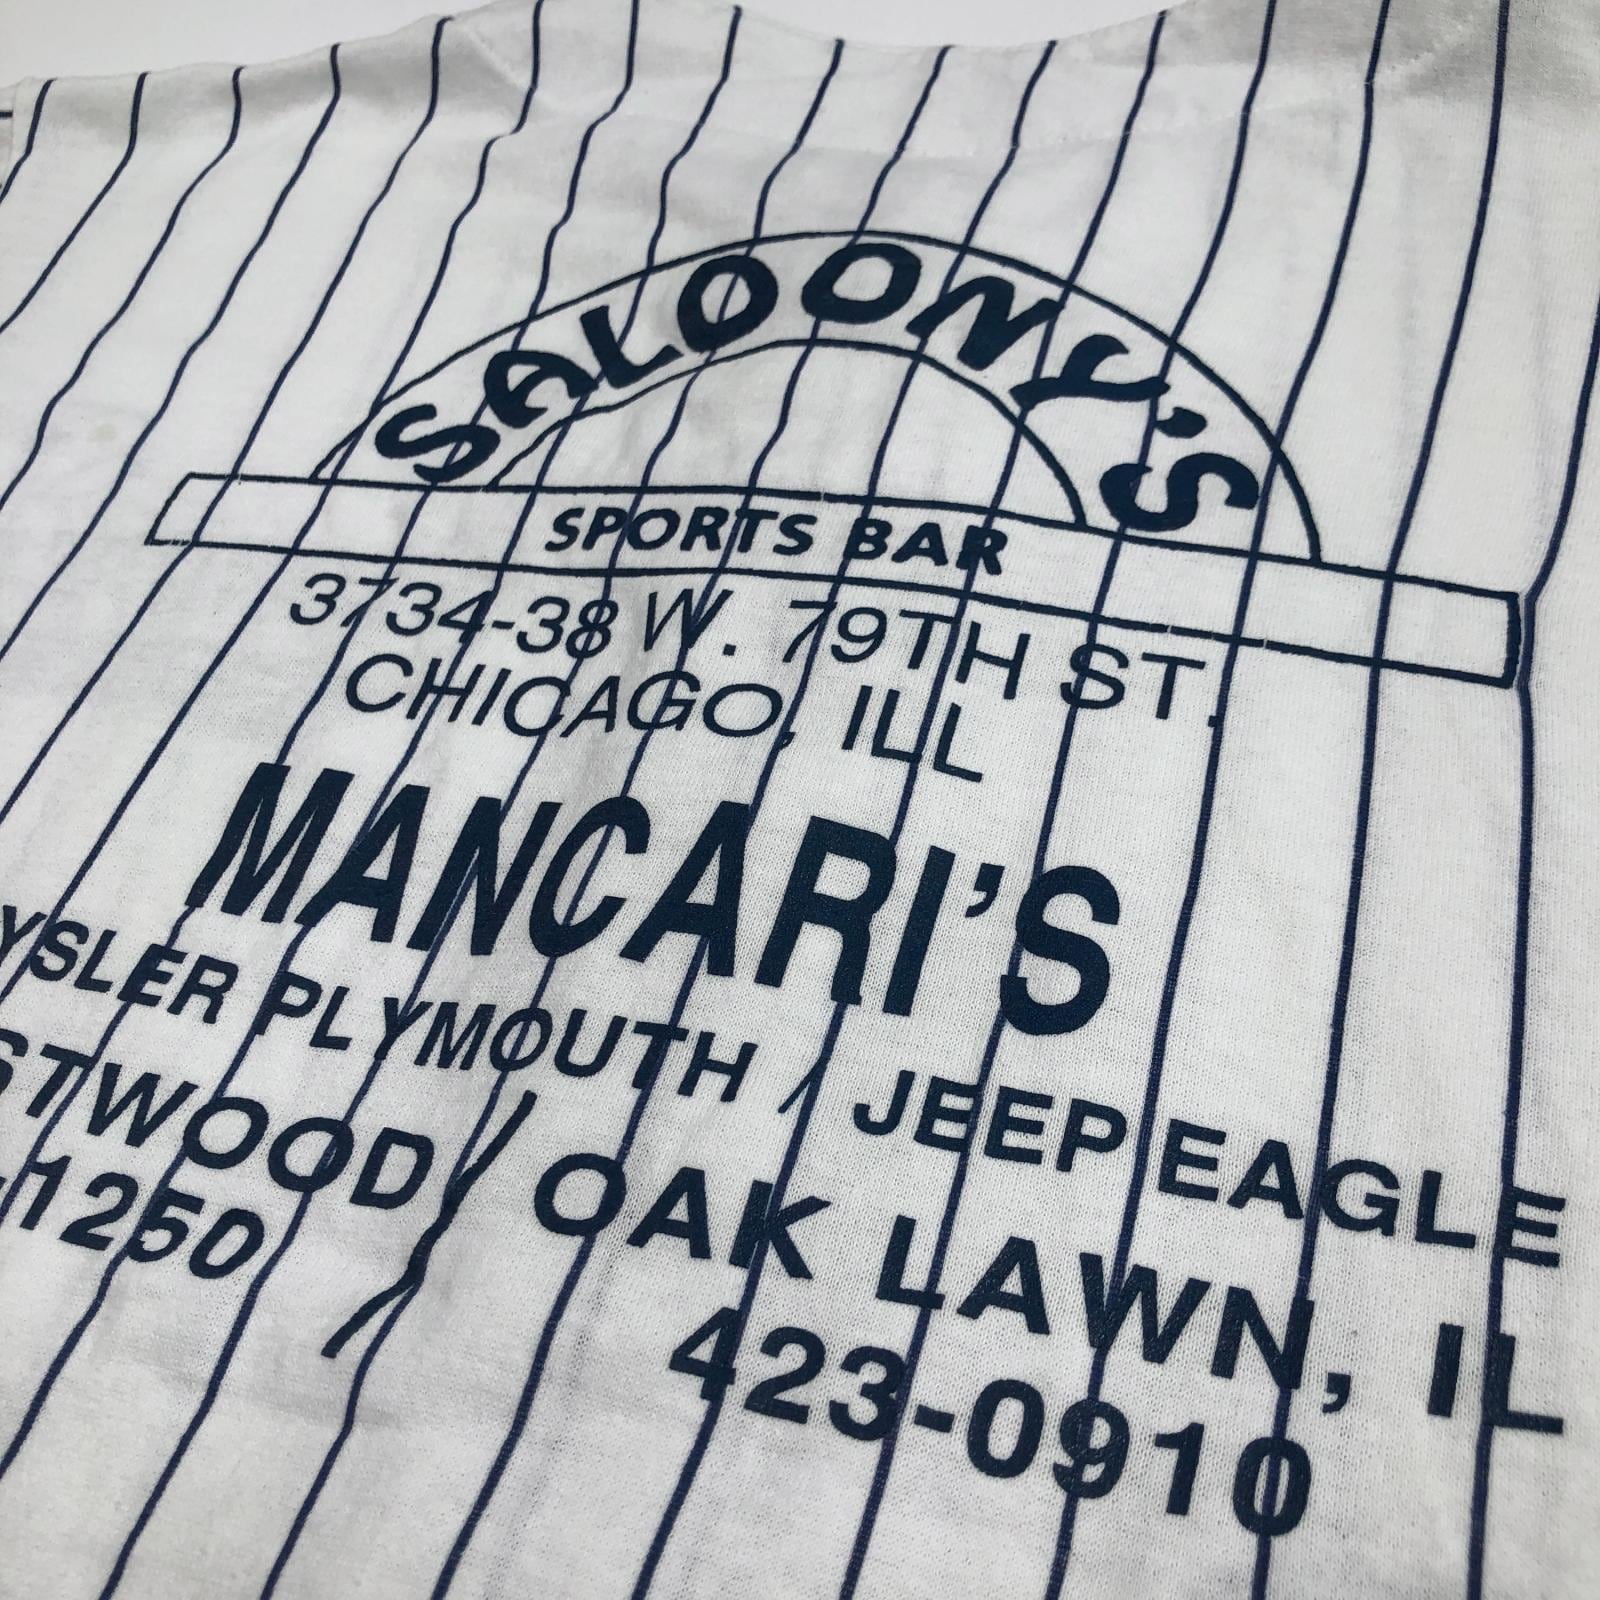 SALOONY'S
SPORTS BAR
3734-38 W. 79TH ST.
CHICAGO, ILL
MANCARI'S
YSLER PLYMOUTH / JEEP EAGLE
STWOOD / OAK LAWN, IL
-1250 423-0910